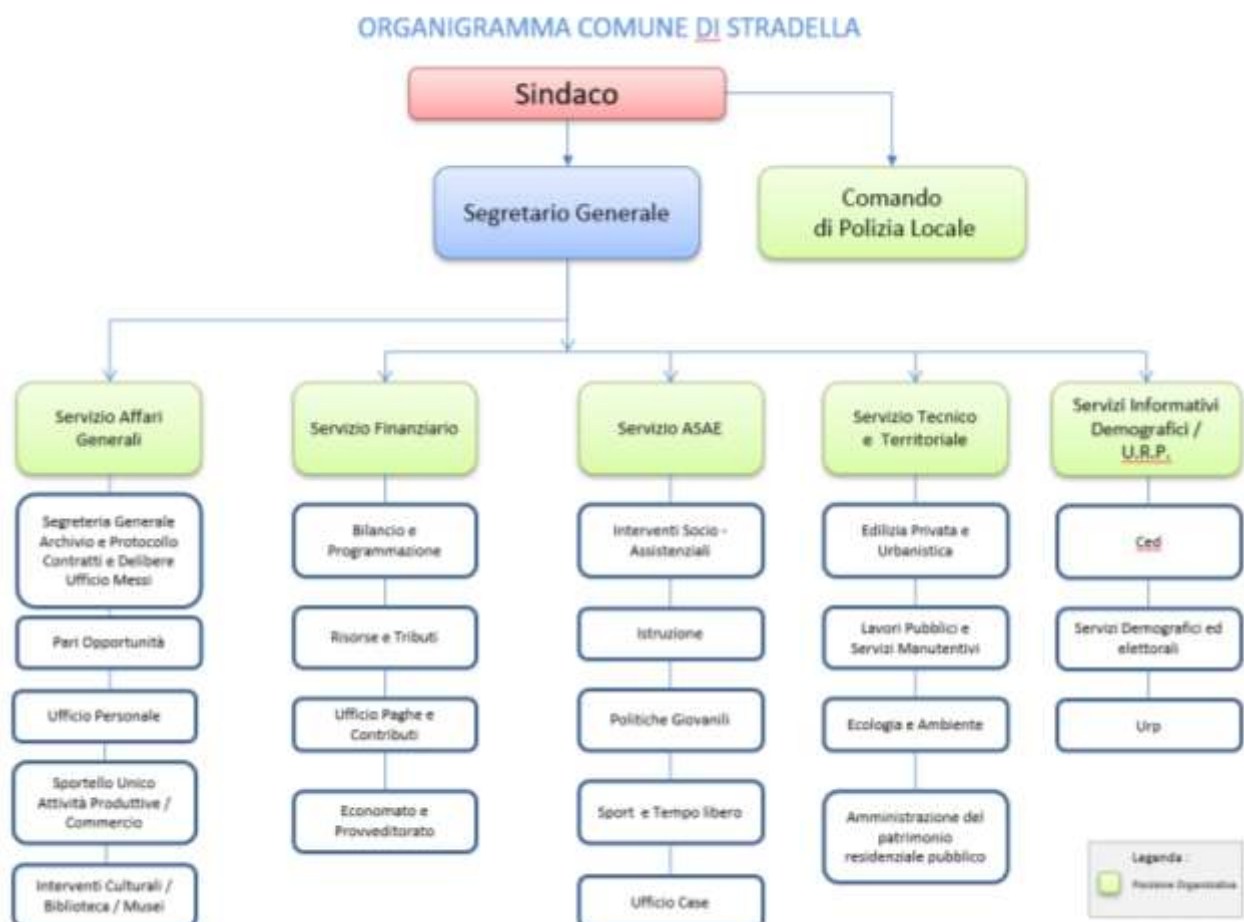 ORGANIGRAMMA COMUNE DI STRADELLA
Sindaco
Segretario Generale
Comando
di Polizia Locale
Servizio Affari
Generali
Servizio Finanziario
Servizio ASAE
Servizio Tecnico
e Territoriale
Servizi Informativi
Demografici /
U.R.P.
Segreteria Generale
Archivio e Protocollo
Contratti e Delibere
Ufficio Messi
Pari Opportunità
Ufficio Personale
Sportello Unico
Attività Produttive /
Commercio
Interventi Culturali /
Biblioteca / Musei
Bilancio e
Programmazione
Risorse e Tributi
Ufficio Paghe e
Contributi
Economato e
Provveditorato
Interventi Socio -
Assistenziali
Istruzione
Politiche Giovanili
Sport e Tempo libero
Ufficio Case
Edilizia Privata e
Urbanistica
Lavori Pubblici e
Servizi Manutentivi
Ecologia e Ambiente
Amministrazione del
patrimonio
residenziale pubblico
Ced
Servizi Demografici ed
elettorali
Urp
Legenda :
Posizione Organizzativa